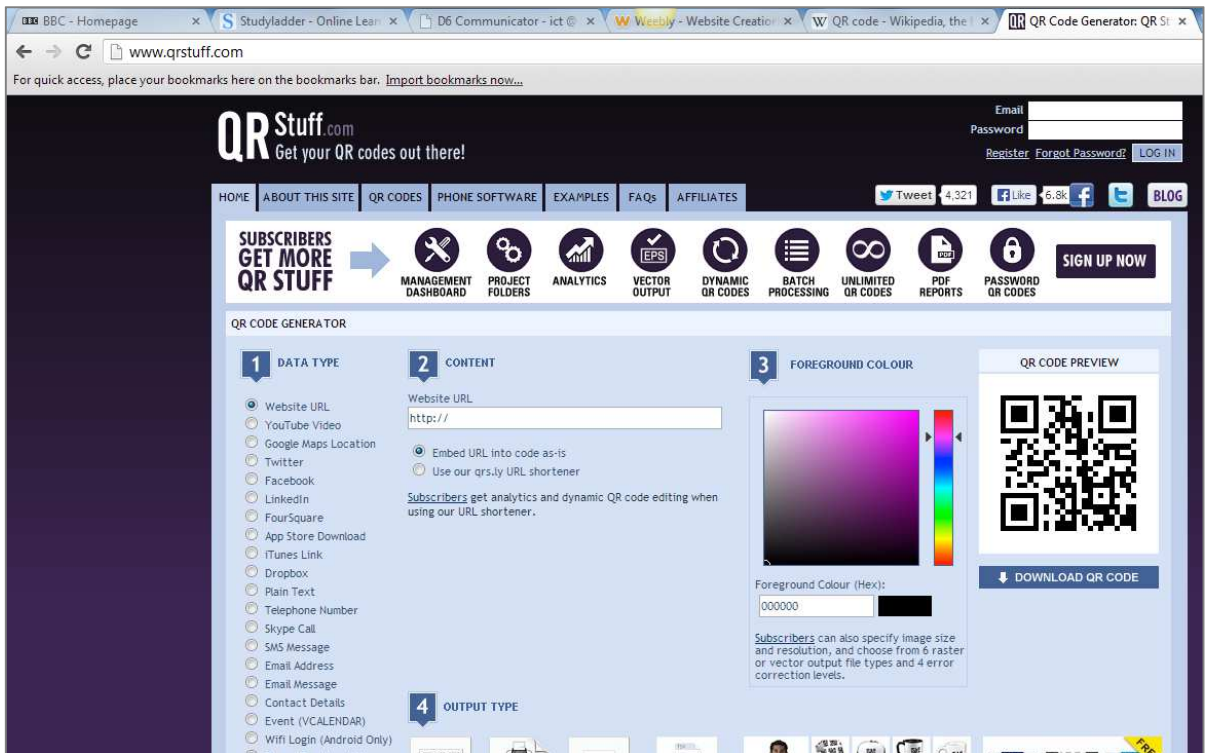 BBC - Homepage
Studyladder - Online Lear
D6 Communicator - ict @
Weebly - Website Creation
QR code - Wikipedia, the
QR Code Generator: QR St
www.qrstuff.com
For quick access, place your bookmarks here on the bookmarks bar. Import bookmarks now...
QR Stuff.com
Get your QR codes out there!
Email
Password
Register Forgot Password? LOG IN
HOME ABOUT THIS SITE QR CODES PHONE SOFTWARE EXAMPLES FAQs AFFILIATES
Tweet 4,321 Like 6.8k BLOG
SUBSCRIBERS
GET MORE
QR STUFF
MANAGEMENT
DASHBOARD
PROJECT
FOLDERS
ANALYTICS
EPS
VECTOR
OUTPUT
DYNAMIC
QR CODES
BATCH
PROCESSING
UNLIMITED
QR CODES
PDF
PDF
REPORTS
PASSWORD
QR CODES
SIGN UP NOW
QR CODE GENERATOR
1 DATA TYPE
Website URL
YouTube Video
Google Maps Location
Twitter
Facebook
LinkedIn
FourSquare
App Store Download
iTunes Link
Dropbox
Plain Text
Telephone Number
Skype Call
SMS Message
Email Address
Email Message
Contact Details
Event (VCALENDAR)
Wifi Login (Android Only)
2 CONTENT
Website URL
http://
Embed URL into code as-is
Use our qrs.ly URL shortener
Subscribers get analytics and dynamic QR code editing when
using our URL shortener.
3 FOREGROUND COLOUR
Foreground Colour (Hex):
000000
Subscribers can also specify image size
and resolution, and choose from 6 raster
or vector output file types and 4 error
correction levels.
QR CODE PREVIEW
DOWNLOAD QR CODE
4 OUTPUT TYPE